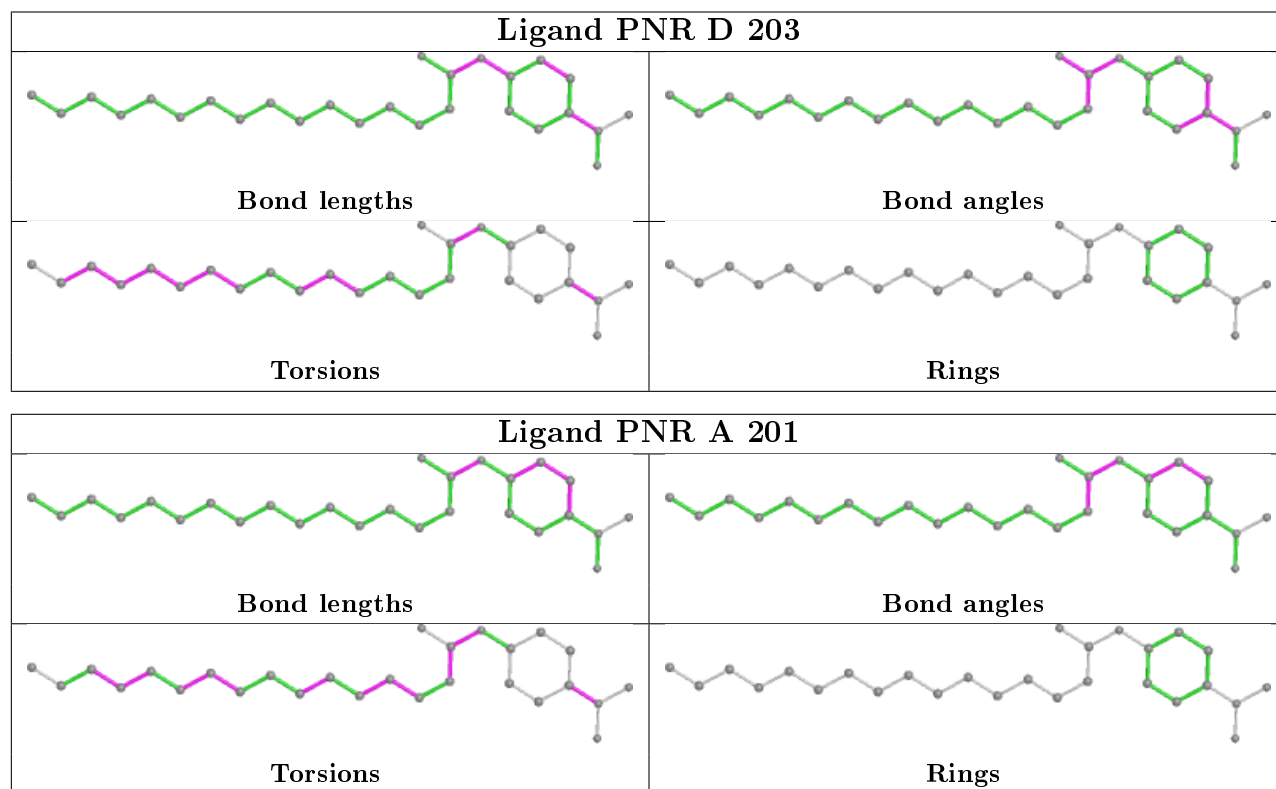 Ligand PNR D 203
Bond lengths
Bond angles
Torsions
Rings
Ligand PNR A 201
Bond lengths
Bond angles
Torsions
Rings